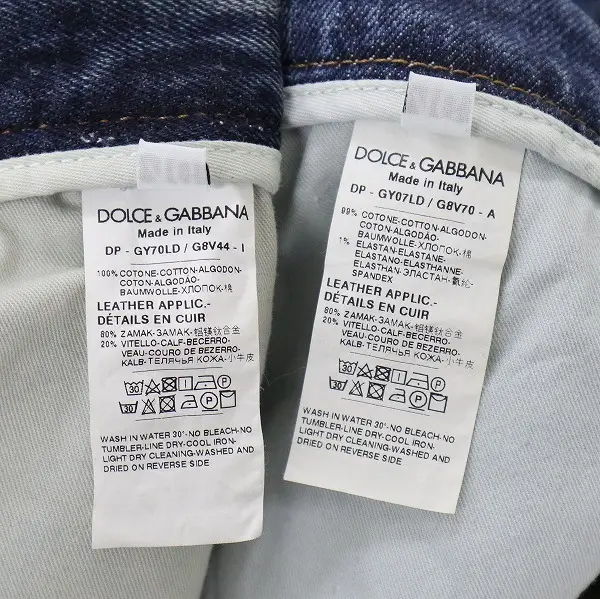 DOLCE & GABBANA
Made in Italy
DP - GY70LD / G8V44 - I
100% COTONE-COTTON-ALGODON-
COTON-ALGODÃO-
BAUMWOLLE-ХЛОПОК-棉
LEATHER APPLIC.-
DÉTAILS EN CUIR
80% ZAMAK-ЗАМАК-铝镁钛合金
20% VITELLO-CALF-BECERRO-
VEAU-COURO DE BEZERRO-
KALB-ТЕЛЯЧЬЯ КОЖА-小牛皮
30 P
30 P
WASH IN WATER 30°-NO BLEACH-NO
TUMBLER-LINE DRY-COOL IRON-
LIGHT DRY CLEANING-WASHED AND
DRIED ON REVERSE SIDE
DOLCE & GABBANA
Made in Italy
DP - GY07LD / G8V70 - A
99% COTONE-COTTON-ALGODON-
COTON-ALGODÃO-
BAUMWOLLE-ХЛОПОК-棉
1% ELASTAN-ELASTANE-
ELASTANO-ELASTHANNE-
ELASTHAN-ЭЛАСТАН-氨纶-
SPANDEX
LEATHER APPLIC.-
DÉTAILS EN CUIR
80% ZAMAK-ЗАМАК-铝镁钛合金
20% VITELLO-CALF-BECERRO-
VEAU-COURO DE BEZERRO-
KALB-ТЕЛЯЧЬЯ КОЖА-小牛皮
30 P
30 P
WASH IN WATER 30°-NO BLEACH-NO
TUMBLER-LINE DRY-COOL IRON-
LIGHT DRY CLEANING-WASHED AND
DRIED ON REVERSE SIDE